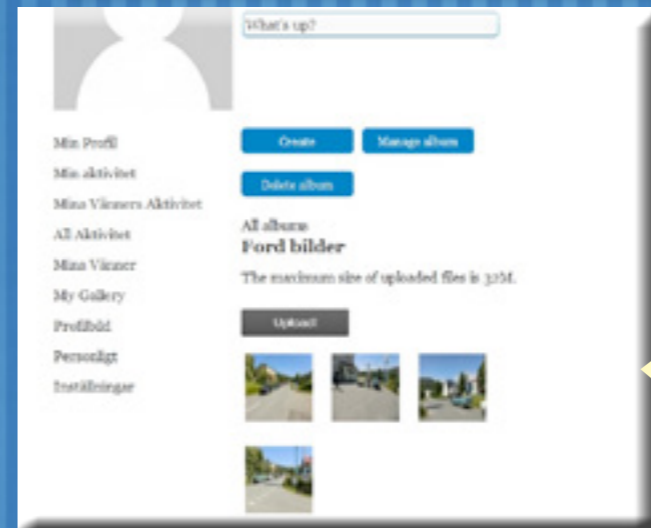 What's up?
Min Profil
Min aktivitet
Mina Vänners Aktivitet
All Aktivitet
Mina Vänner
My Gallery
Profilbild
Personligt
Inställningar
Create
Manage album
Delete album
All albums
Ford bilder
The maximum size of uploaded files is 32M.
Upload!